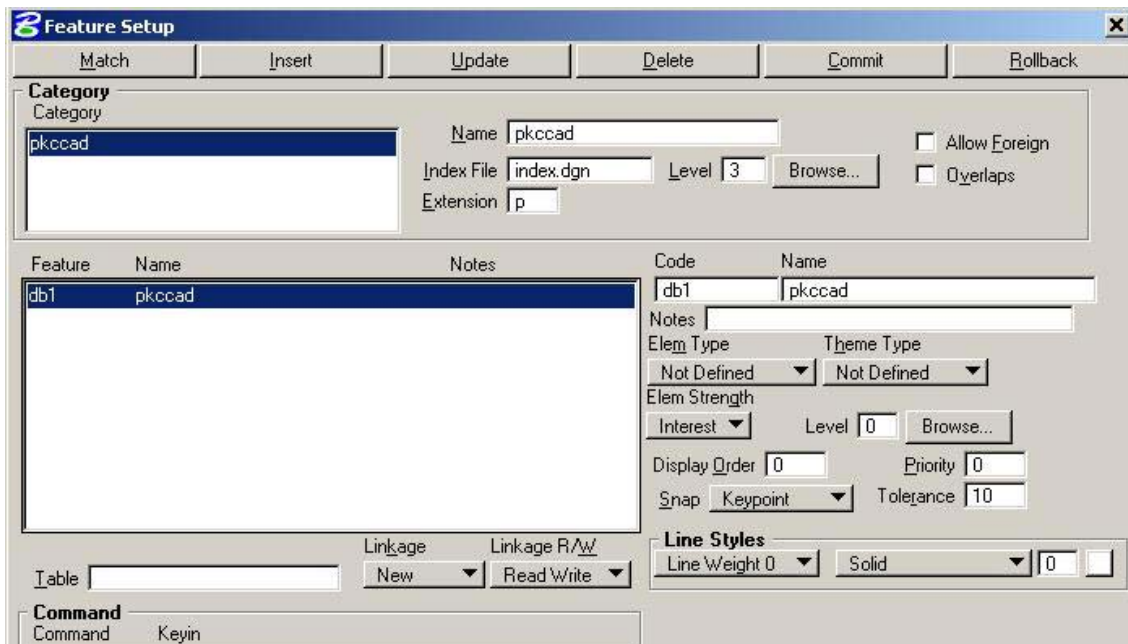 Feature Setup
Match Insert Update Delete Commit Rollback
Category
Category
pkccad
Name pkccad
Allow Foreign
Index File index.dgn Level 3 Browse...
Overlaps
Extension p
Feature Name Notes
db1 pkccad
Code Name
db1 pkccad
Notes
Elem Type Theme Type
Not Defined Not Defined
Elem Strength
Interest Level 0 Browse...
Display Order 0 Priority 0
Snap Keypoint Tolerance 10
Linkage Linkage R/W
Table New Read Write
Line Styles
Line Weight 0 Solid 0
Command
Command Keyin